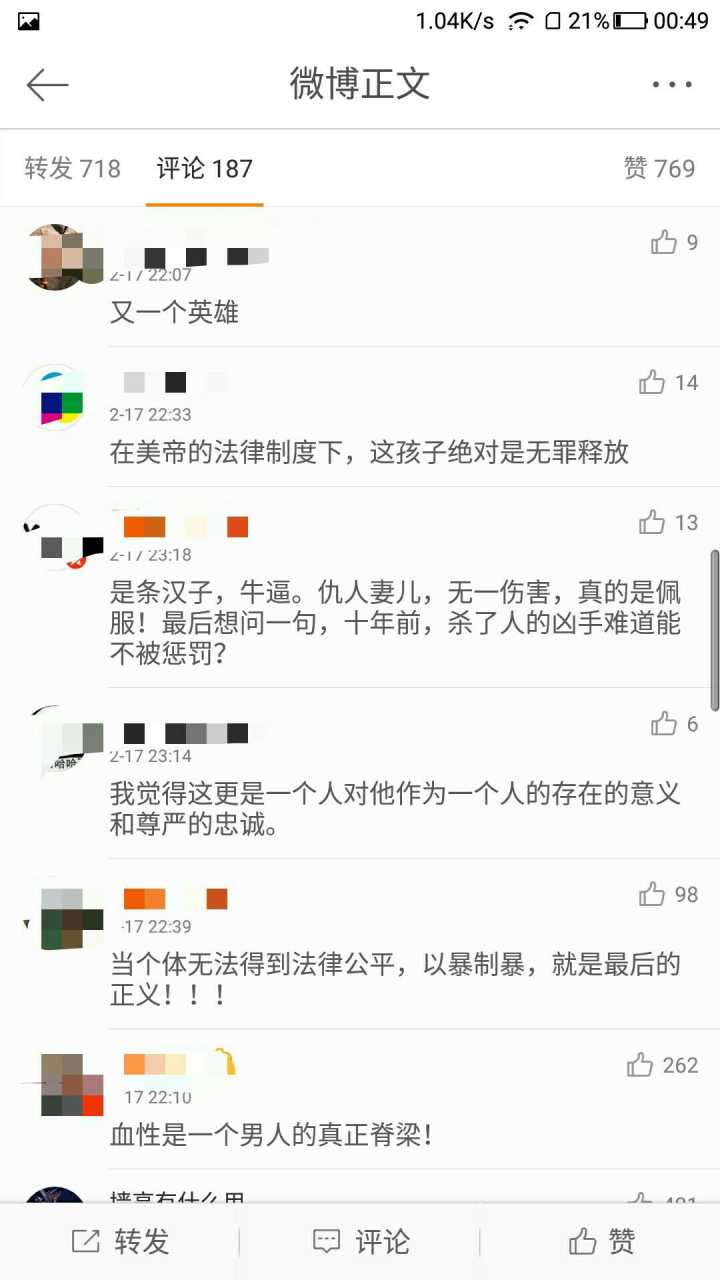 1.04K/s 21% 00:49
微博正文
转发 718 评论 187 赞 769
9
2-17 22:07
又一个英雄
14
2-17 22:33
在美帝的法律制度下，这孩子绝对是无罪释放
13
2-17 23:18
是条汉子，牛逼。仇人妻儿，无一伤害，真的是佩
服！最后想问一句，十年前，杀了人的凶手难道能
不被惩罚？
6
2-17 23:14
我觉得这更是一个人对他作为一个人的存在的意义
和尊严的忠诚。
98
-17 22:39
当个体无法得到法律公平，以暴制暴，就是最后的
正义！！！
262
17 22:10
血性是一个男人的真正脊梁！
墙高有什么用
转发 评论 赞